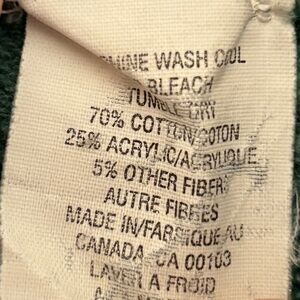 WASH COOL
BLEACH
TUMBLE DRY
70% COTTON/COTON
25% ACRYLIC/ACRYLIQUE
5% OTHER FIBERS
AUTRE FIBRES
MADE IN/FABRIQUE AU
CANADA CA 00103
LAVER A FROID